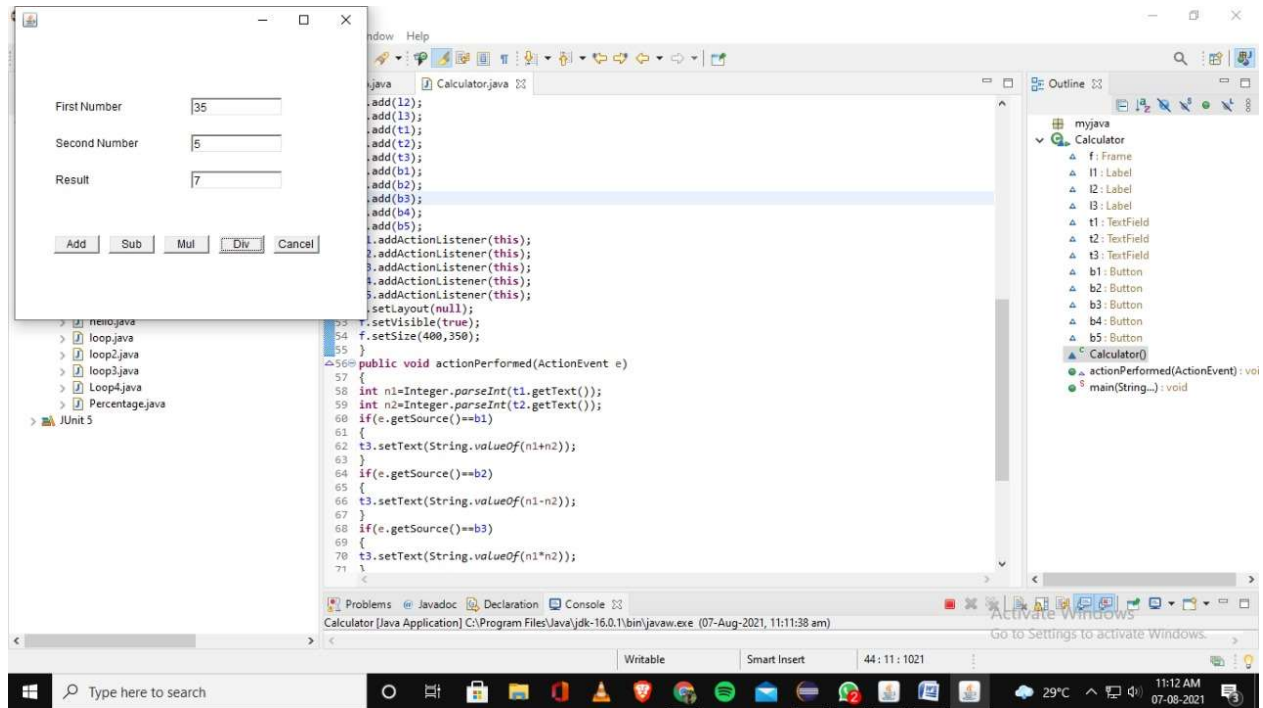 First Number 35
Second Number 5
Result 7
Add Sub Mul Div Cancel
Help
Calculator.java
.add(l2);
.add(l3);
.add(t1);
.add(t2);
.add(t3);
.add(b1);
.add(b2);
.add(b3);
.add(b4);
.add(b5);
.addActionListener(this);
2.addActionListener(this);
3.addActionListener(this);
4.addActionListener(this);
5.addActionListener(this);
.setLayout(null);
53 f.setVisible(true);
54 f.setSize(400,350);
55 }
56 public void actionPerformed(ActionEvent e)
57 {
58 int n1=Integer.parseInt(t1.getText());
59 int n2=Integer.parseInt(t2.getText());
60 if(e.getSource()==b1)
61 {
62 t3.setText(String.valueOf(n1+n2));
63 }
64 if(e.getSource()==b2)
65 {
66 t3.setText(String.valueOf(n1-n2));
67 }
68 if(e.getSource()==b3)
69 {
70 t3.setText(String.valueOf(n1*n2));
71 }
hello.java
loop.java
loop2.java
loop3.java
Loop4.java
Percentage.java
JUnit 5
Outline
myjava
Calculator
f : Frame
l1 : Label
l2 : Label
l3 : Label
t1 : TextField
t2 : TextField
t3 : TextField
b1 : Button
b2 : Button
b3 : Button
b4 : Button
b5 : Button
Calculator()
actionPerformed(ActionEvent) : voi
main(String...) : void
Problems Javadoc Declaration Console
Calculator [Java Application] C:\Program Files\Java\jdk-16.0.1\bin\javaw.exe (07-Aug-2021, 11:11:38 am)
Activate Windows
Go to Settings to activate Windows.
Writable Smart Insert 44 : 11 : 1021
Type here to search
29°C
11:12 AM
07-08-2021
3